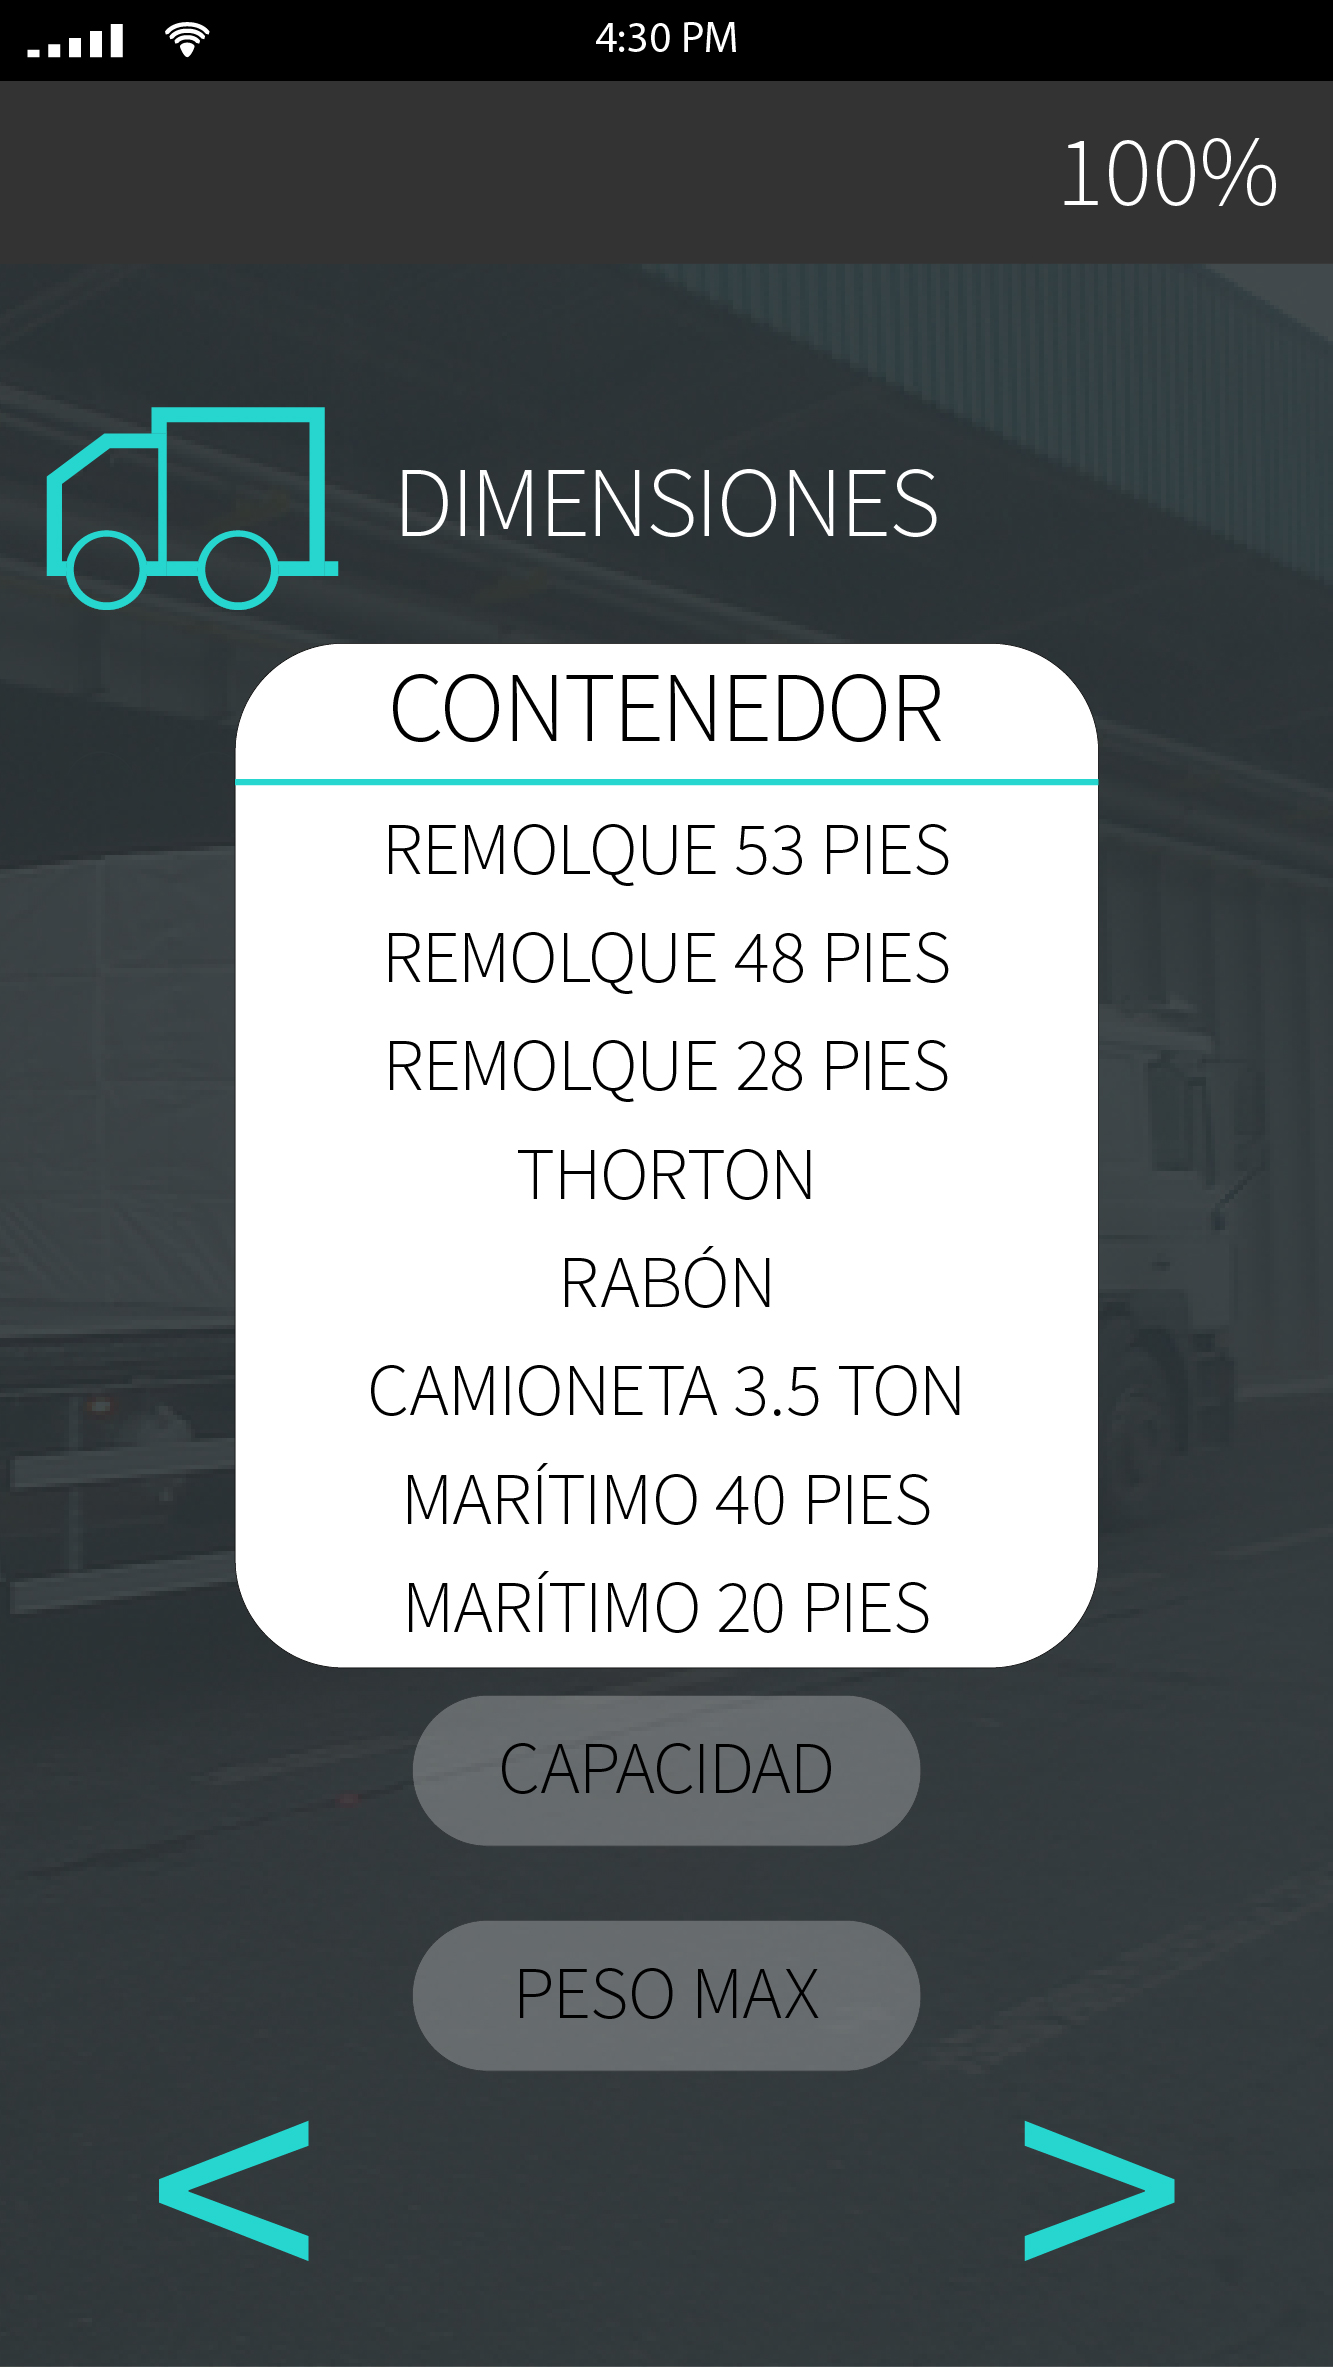 4:30 PM
100%
DIMENSIONES
CONTENEDOR
REMOLQUE 53 PIES
REMOLQUE 48 PIES
REMOLQUE 28 PIES
THORTON
RABÓN
CAMIONETA 3.5 TON
MARÍTIMO 40 PIES
MARÍTIMO 20 PIES
CAPACIDAD
PESO MAX
< >